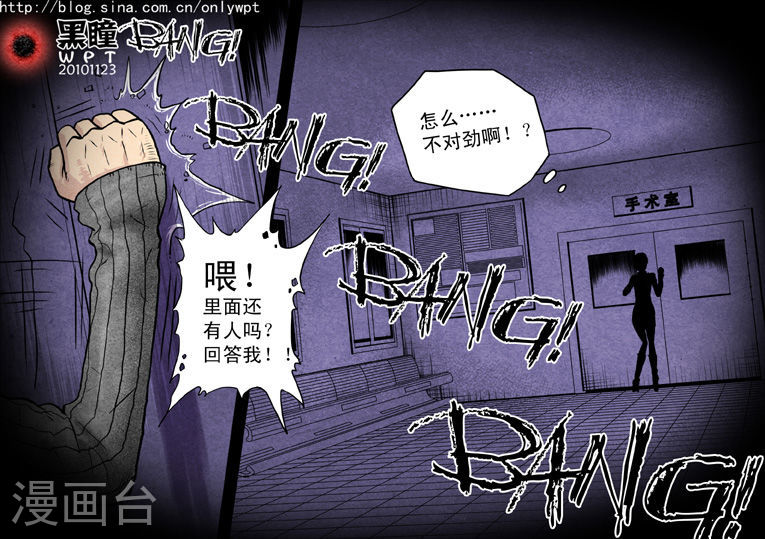 http://blog.sina.com.cn/onlywpt
黑瞳
WPT
20101123
BANG!
BANG!
喂！
里面还
有人吗？
回答我！！
怎么……
不对劲啊！？
手术室
BANG!
BANG!
漫画台